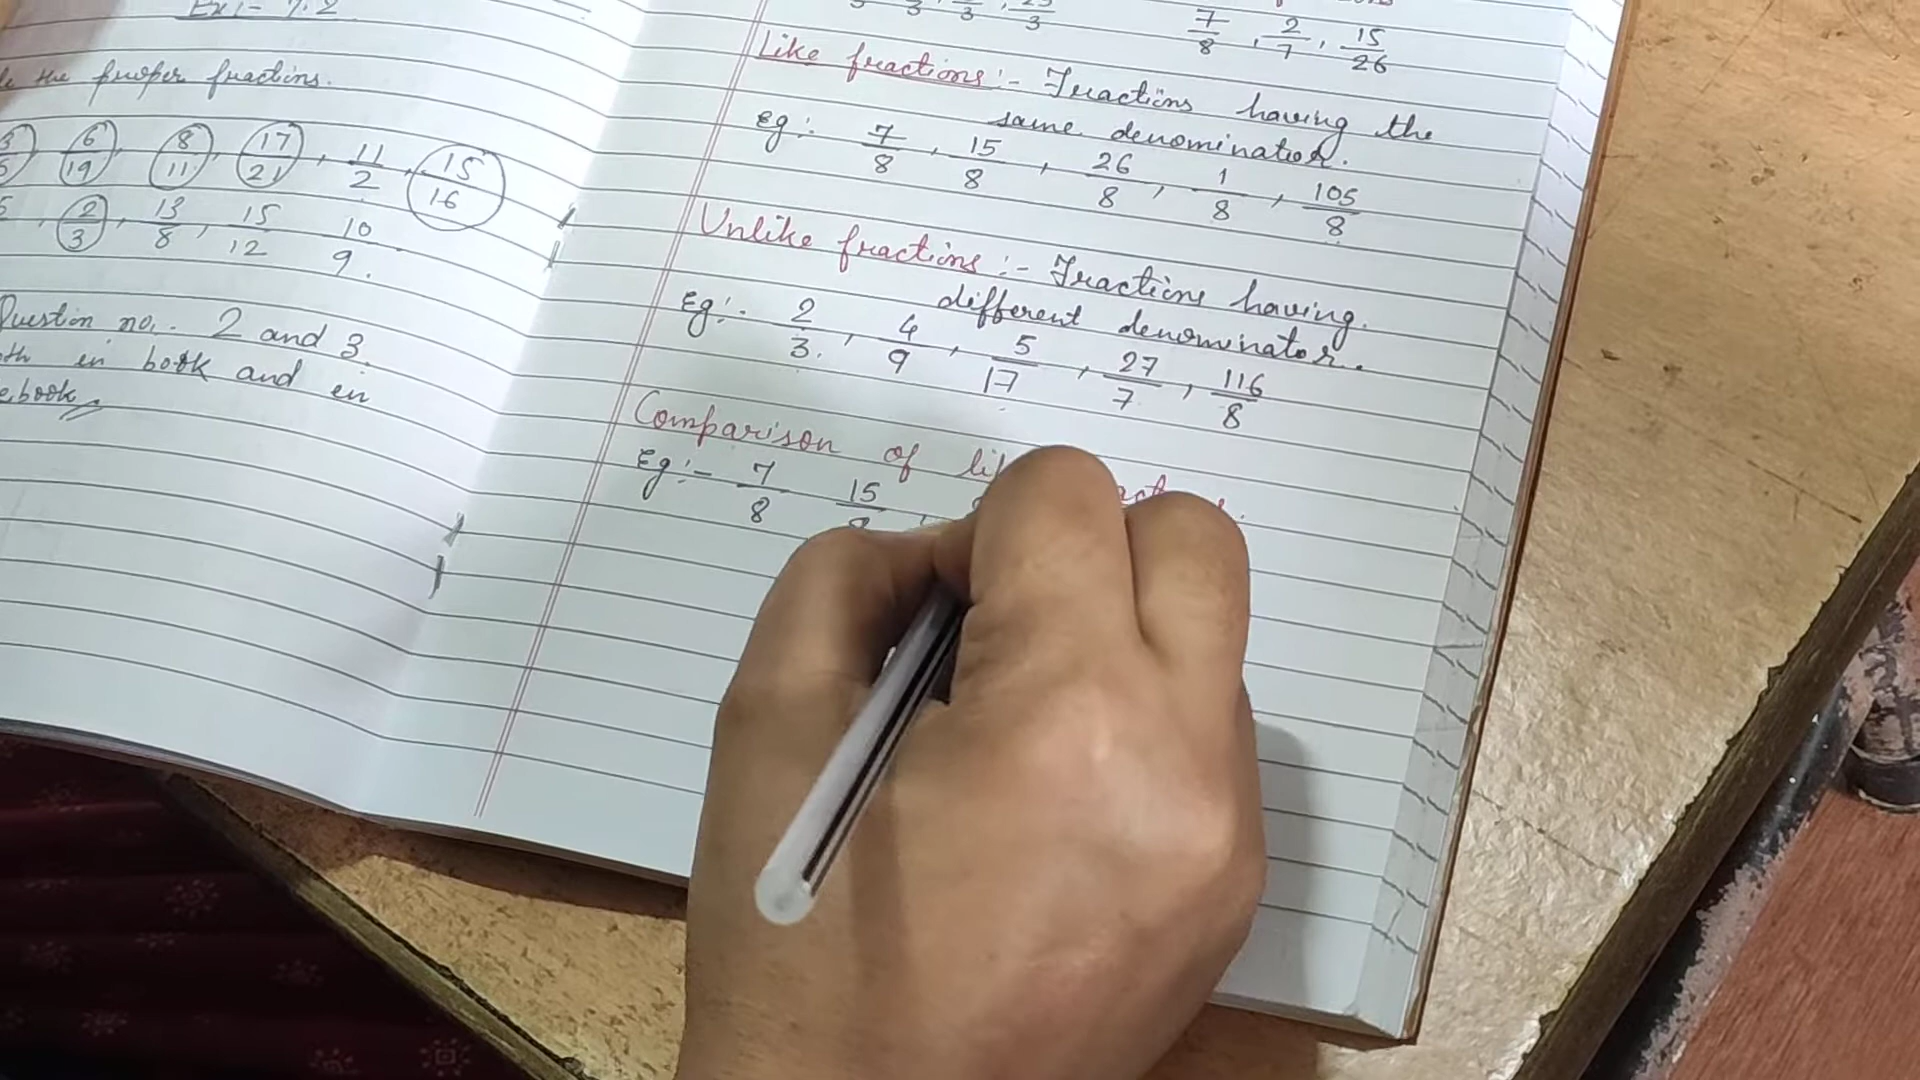 Ex:- 7.2
the proper fractions.
6/19, 8/11, 17/21, 11/2, 15/16
2/3, 13/8, 15/12 10/9.
Question no. 2 and 3.
in book and in
book
7/8, 2/7, 15/26
Like fractions :- Fractions having the
same denominator.
Eg:- 7/8, 15/8, 26/8, 1/8, 105/8
Unlike fractions :- Fractions having
different denominator.
Eg:- 2/3, 4/9, 5/17, 27/7, 116/8
Comparison of
Eg:- 7/8 15/8,